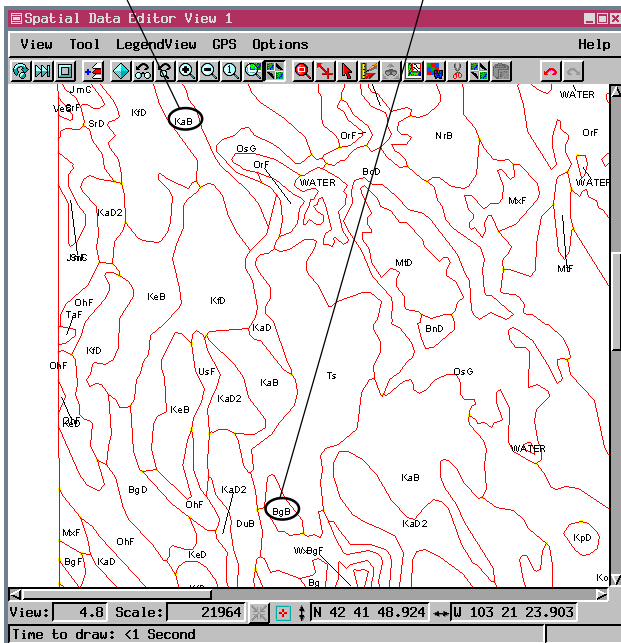 Spatial Data Editor View 1
View Tool LegendView GPS Options Help
JmC
WATER
SrF
KfD
KaB
SrD
OrF
NrB
OrF
OsG
OrF
BcD
WATER
WATER
MxF
KaD2
MtD
MtF
KeB
KfD
OhF
TaF
KaD
BnD
KfD
OhF
UsF
KaB
Ts
OsG
KaD2
KeB
WATER
KaB
BgD
KaD2
OhF
BgB
DuB
KaD2
MxF
OhF
KpD
WxBgF
KeD
BgF
KaD
Bg
Ko
View: 4.8 Scale: 21964 N 42 41 48.924 W 103 21 23.903
Time to draw: <1 Second